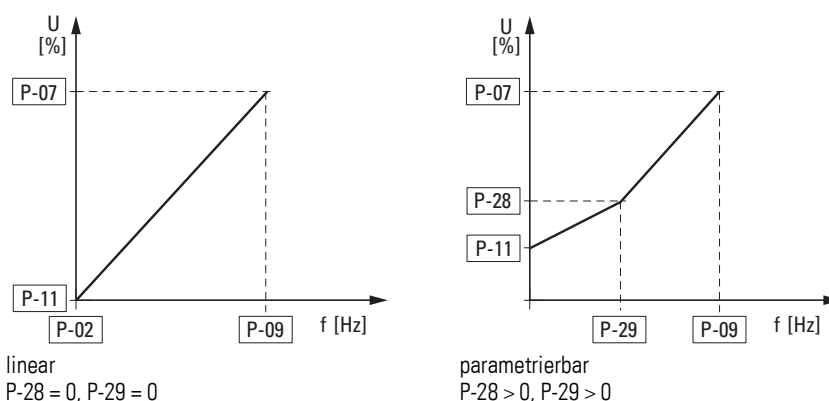 U
[%]
P-07
P-11
P-02
P-09
f [Hz]
linear
P-28 = 0, P-29 = 0
U
[%]
P-07
P-28
P-11
P-29
P-09
f [Hz]
parametrierbar
P-28 > 0, P-29 > 0